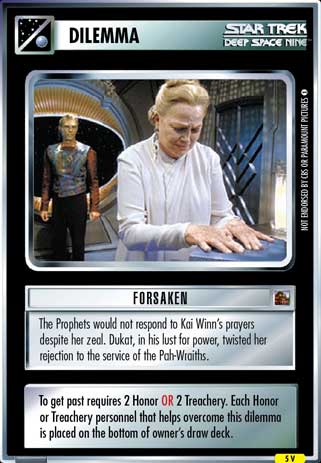 DILEMMA
STAR TREK
DEEP SPACE NINE
NOT ENDORSED BY CBS OR PARAMOUNT PICTURES
FORSAKEN
The Prophets would not respond to Kai Winn's prayers
despite her zeal. Dukat, in his lust for power, twisted her
rejection to the service of the Pah-Wraiths.
To get past requires 2 Honor OR 2 Treachery. Each Honor
or Treachery personnel that helps overcome this dilemma
is placed on the bottom of owner's draw deck.
5 V